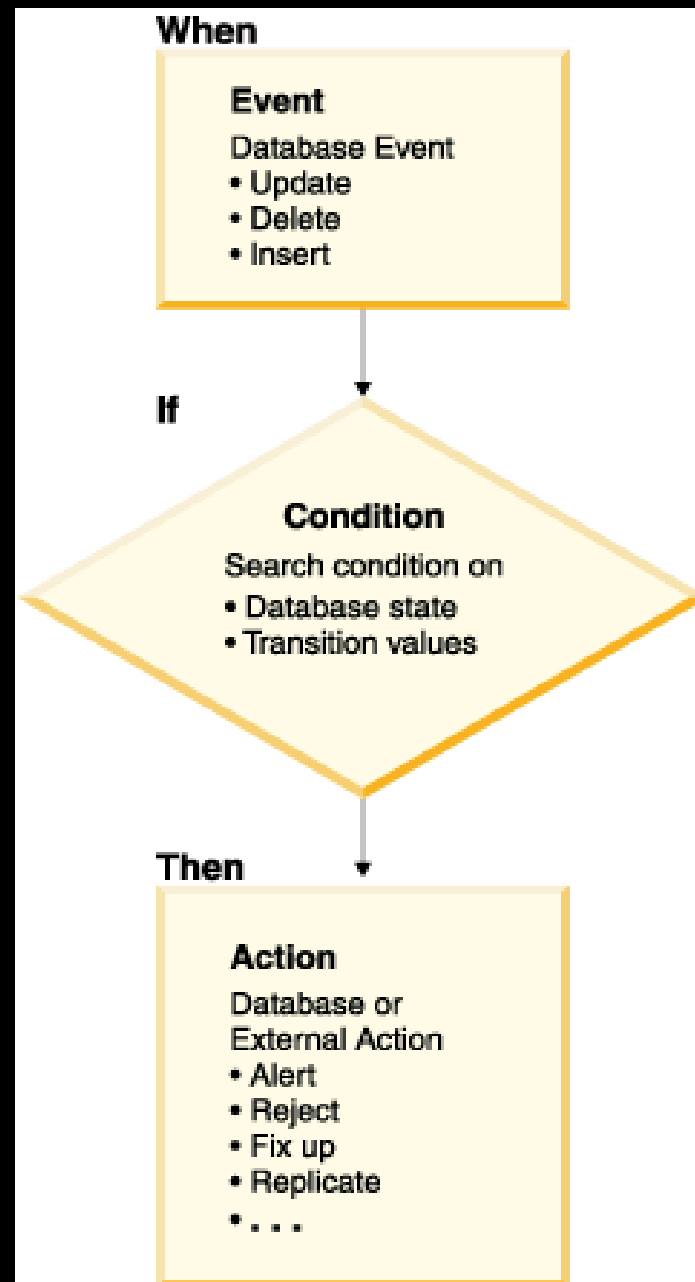 When
Event
Database Event
• Update
• Delete
• Insert
If
Condition
Search condition on
• Database state
• Transition values
Then
Action
Database or
External Action
• Alert
• Reject
• Fix up
• Replicate
• . . .